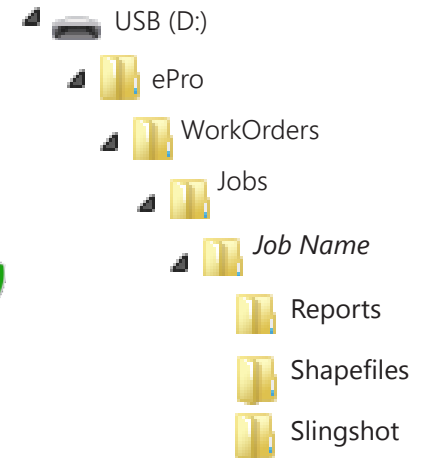 USB (D:)
ePro
WorkOrders
Jobs
Job Name
Reports
Shapefiles
Slingshot